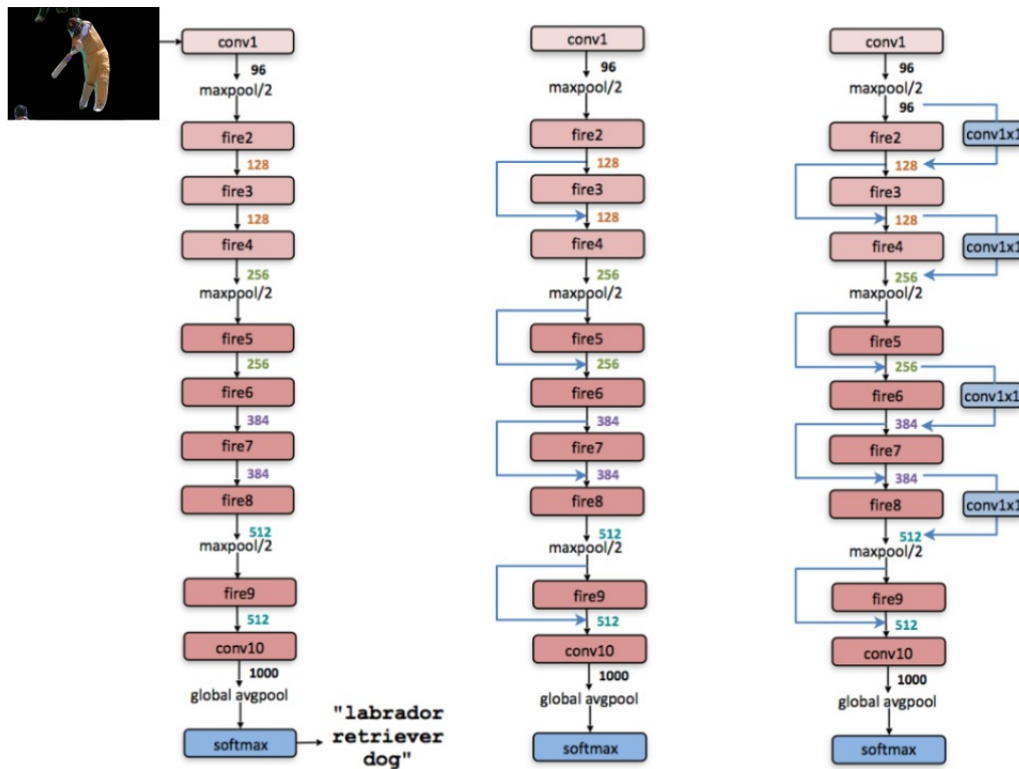 conv1
96
maxpool/2
fire2
128
fire3
128
fire4
256
maxpool/2
fire5
256
fire6
384
fire7
384
fire8
512
maxpool/2
fire9
512
conv10
1000
global avgpool
softmax
"labrador
retriever
dog"
conv1
96
maxpool/2
fire2
128
fire3
128
fire4
256
maxpool/2
fire5
256
fire6
384
fire7
384
fire8
512
maxpool/2
fire9
512
conv10
1000
global avgpool
softmax
conv1
96
maxpool/2
96
conv1x1
fire2
128
fire3
128
fire4
conv1x1
256
maxpool/2
fire5
256
fire6
conv1x1
384
fire7
384
fire8
conv1x1
512
maxpool/2
fire9
512
conv10
1000
global avgpool
softmax